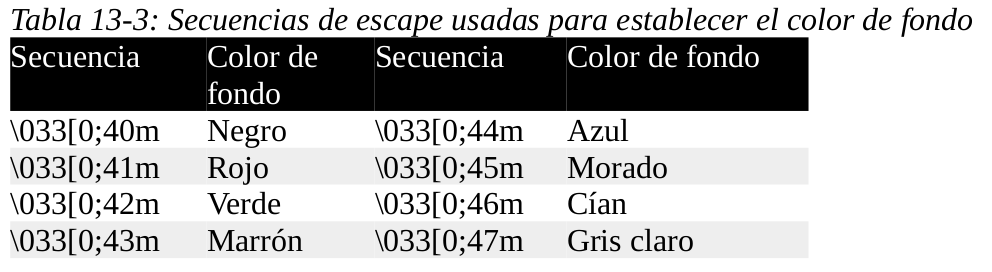 Tabla 13-3: Secuencias de escape usadas para establecer el color de fondo
Secuencia Color de fondo Secuencia Color de fondo
\033[0;40m Negro \033[0;44m Azul
\033[0;41m Rojo \033[0;45m Morado
\033[0;42m Verde \033[0;46m Cían
\033[0;43m Marrón \033[0;47m Gris claro